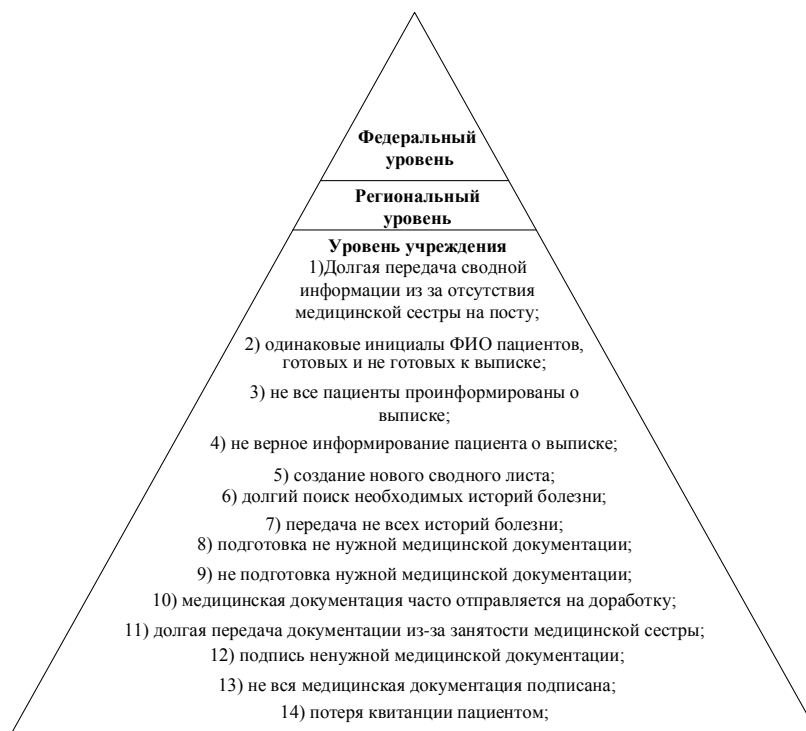 Федеральный
уровень
Региональный
уровень
Уровень учреждения
1)Долгая передача сводной
информации из за отсутствия
медицинской сестры на посту;
2) одинаковые инициалы ФИО пациентов,
готовых и не готовых к выписке;
3) не все пациенты проинформированы о
выписке;
4) не верное информирование пациента о выписке;
5) создание нового сводного листа;
6) долгий поиск необходимых историй болезни;
7) передача не всех историй болезни;
8) подготовка не нужной медицинской документации;
9) не подготовка нужной медицинской документации;
10) медицинская документация часто отправляется на доработку;
11) долгая передача документации из-за занятости медицинской сестры;
12) подпись ненужной медицинской документации;
13) не вся медицинская документация подписана;
14) потеря квитанции пациентом;